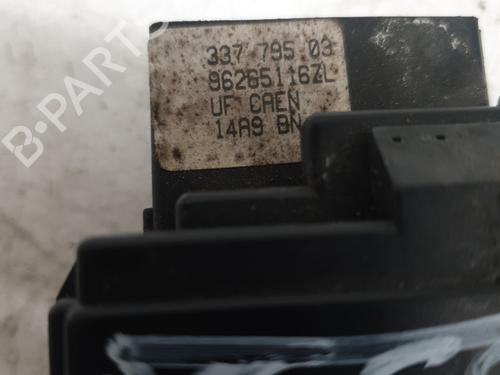 B-PARTS
337 795 03
96265116ZL
UF CAEN
14A9 BN